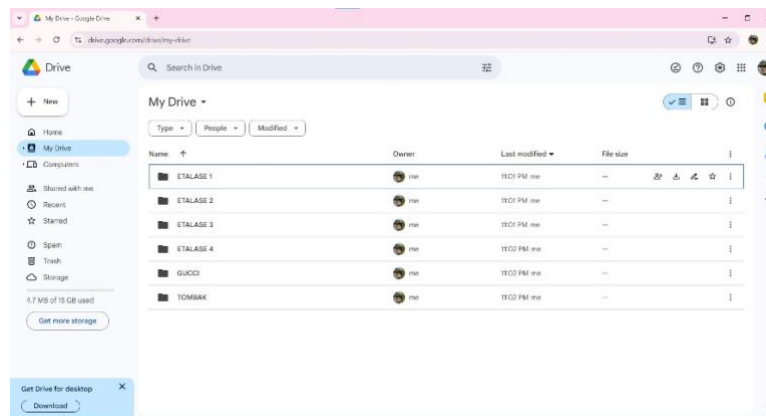 My Drive - Google Drive
drive.google.com/drive/my-drive
Drive
Search in Drive
New
My Drive
Home
Type People Modified
My Drive
Computers
Name Owner Last modified File size
ETALASE 1 me 11:01 PM me —
Shared with me
ETALASE 2 me 11:01 PM me —
Recent
Starred
ETALASE 3 me 11:01 PM me —
Spam
ETALASE 4 me 11:02 PM me —
Trash
GUCCI me 11:02 PM me —
Storage
TOMBAK me 11:02 PM me —
4.7 MB of 15 GB used
Get more storage
Get Drive for desktop
Download